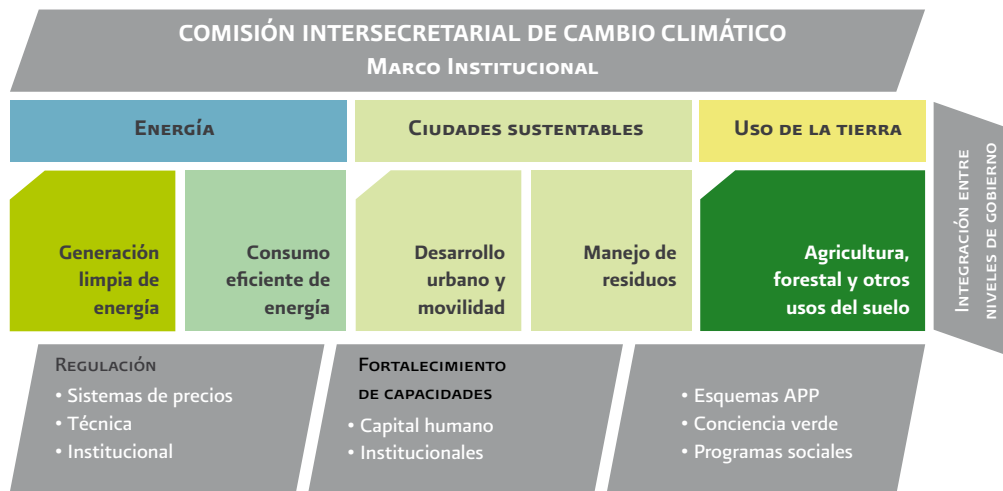 COMISIÓN INTERSECRETARIAL DE CAMBIO CLIMÁTICO
MARCO INSTITUCIONAL
ENERGÍA
CIUDADES SUSTENTABLES
USO DE LA TIERRA
INTEGRACIÓN ENTRE
NIVELES DE GOBIERNO
Generación
limpia de
energía
Consumo
eficiente de
energía
Desarrollo
urbano y
movilidad
Manejo de
residuos
Agricultura,
forestal y otros
usos del suelo
REGULACIÓN
• Sistemas de precios
• Técnica
• Institucional
FORTALECIMIENTO
DE CAPACIDADES
• Capital humano
• Institucionales
• Esquemas APP
• Conciencia verde
• Programas sociales